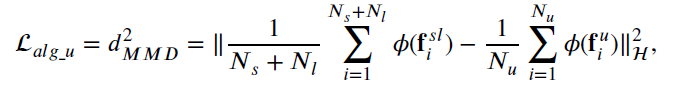 $\mathcal{L}_{alg\_u} = d^2_{MMD} = \| \frac{1}{N_s + N_l} \sum_{i=1}^{N_s+N_l} \phi(\mathbf{f}_i^{sl}) - \frac{1}{N_u} \sum_{i=1}^{N_u} \phi(\mathbf{f}_i^{u}) \|^2_{\mathcal{H}},$